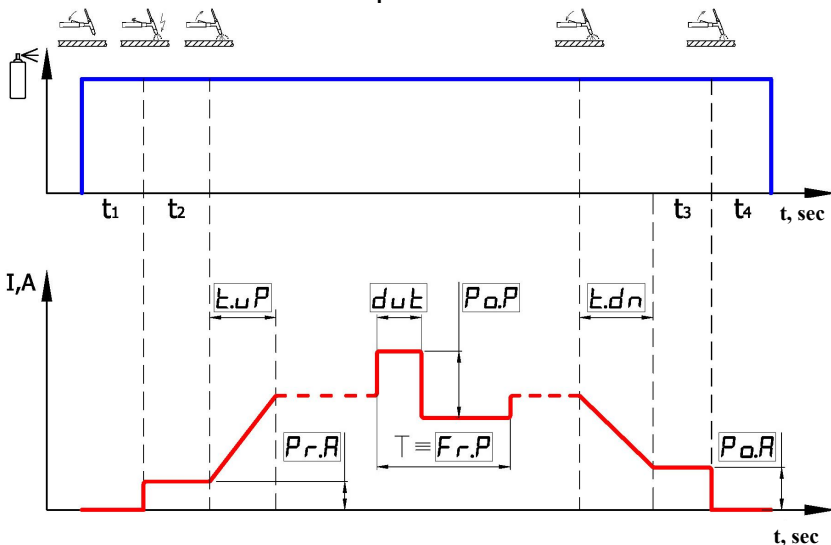 t1 t2 t3 t4 t, sec
I,A
t.uP dut Po.P t.dn
Pr.A T ≡ Fr.P Po.A
t, sec